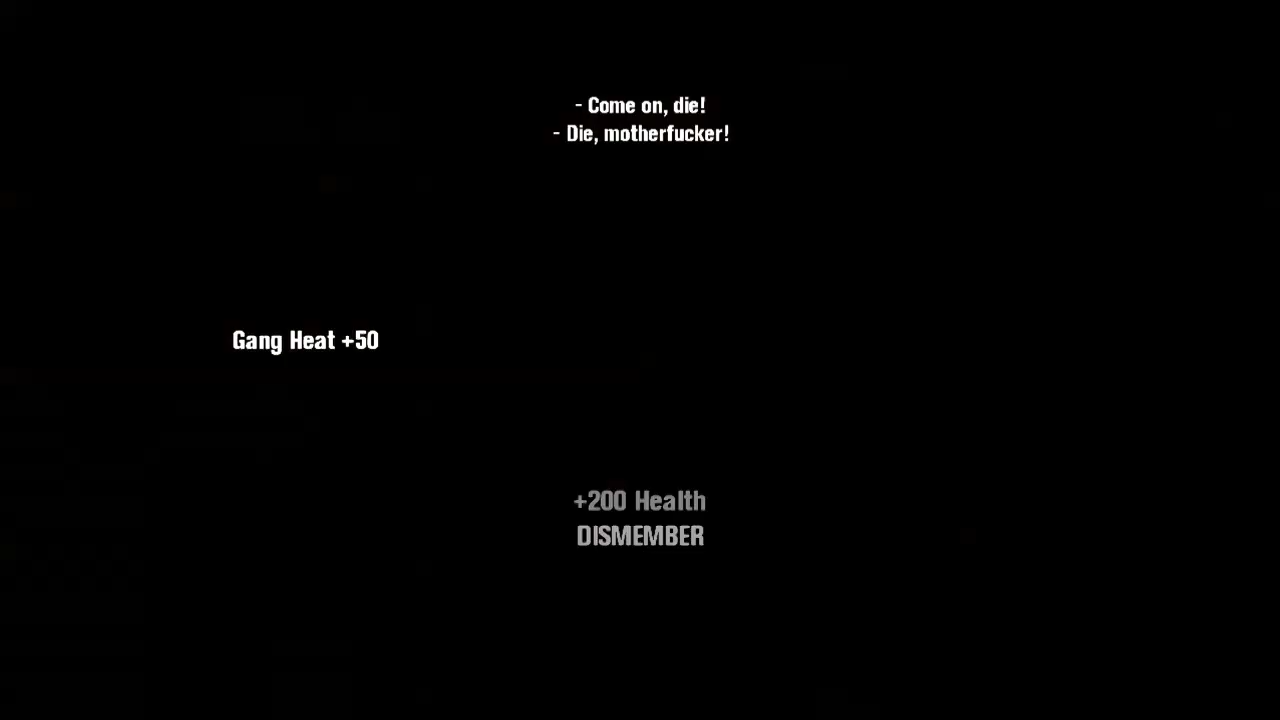 - Come on, die!
- Die, motherfucker!
Gang Heat +50
+200 Health
DISMEMBER